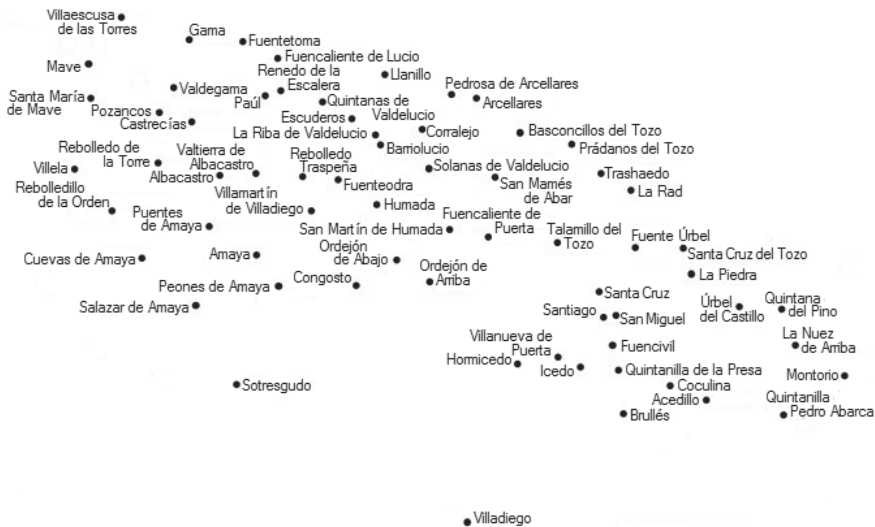 Villaescusa
de las Torres
Gama
Fuentetoma
Fuencaliente de Lucio
Mave
Renedo de la
Escalera
Llanillo
Valdegama
Paúl
Pedrosa de Arcellares
Santa María
de Mave
Quintanas de
Valdelucio
Arcellares
Pozancos
Castrecías
Escuderos
La Riba de Valdelucio
Corralejo
Basconcillos del Tozo
Barriolucio
Prádanos del Tozo
Rebolledo de
la Torre
Valtierra de
Albacastro
Rebolledo
Traspeña
Villela
Albacastro
Solanas de Valdelucio
Trashaedo
Fuenteodra
San Mamés
de Abar
La Rad
Rebolledillo
de la Orden
Villamartín
de Villadiego
Humada
Puentes
de Amaya
San Martín de Humada
Fuencaliente de
Puerta
Talamillo del
Tozo
Fuente Úrbel
Santa Cruz del Tozo
Cuevas de Amaya
Amaya
Ordejón
de Abajo
Ordejón de
Arriba
La Piedra
Peones de Amaya
Congosto
Santa Cruz
Salazar de Amaya
Santiago
San Miguel
Úrbel
del Castillo
Quintana
del Pino
Villanueva de
Puerta
Fuencivil
La Nuez
de Arriba
Hormicedo
Icedo
Quintanilla de la Presa
Montorio
Sotresgudo
Coculina
Acedillo
Quintanilla
Pedro Abarca
Brullés
Villadiego